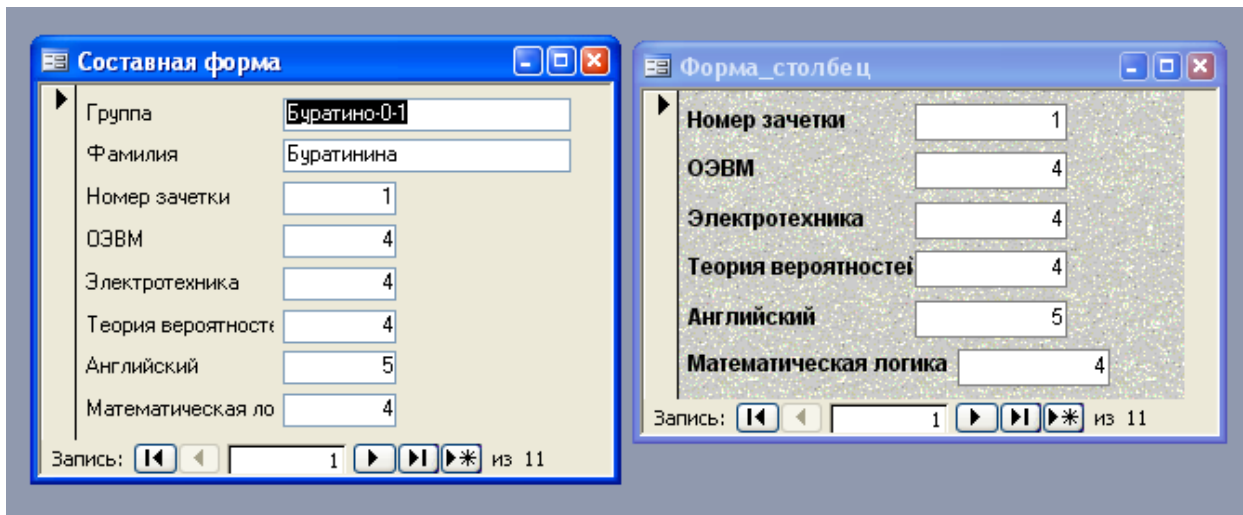 Составная форма
Группа Буратино-0-1
Фамилия Буратинина
Номер зачетки 1
ОЭВМ 4
Электротехника 4
Теория вероятносте
Английский 5
Математическая ло 4
Запись: 1 из 11
Форма_столбец
Номер зачетки 1
ОЭВМ 4
Электротехника 4
Теория вероятностей 4
Английский 5
Математическая логика 4
Запись: 1 из 11